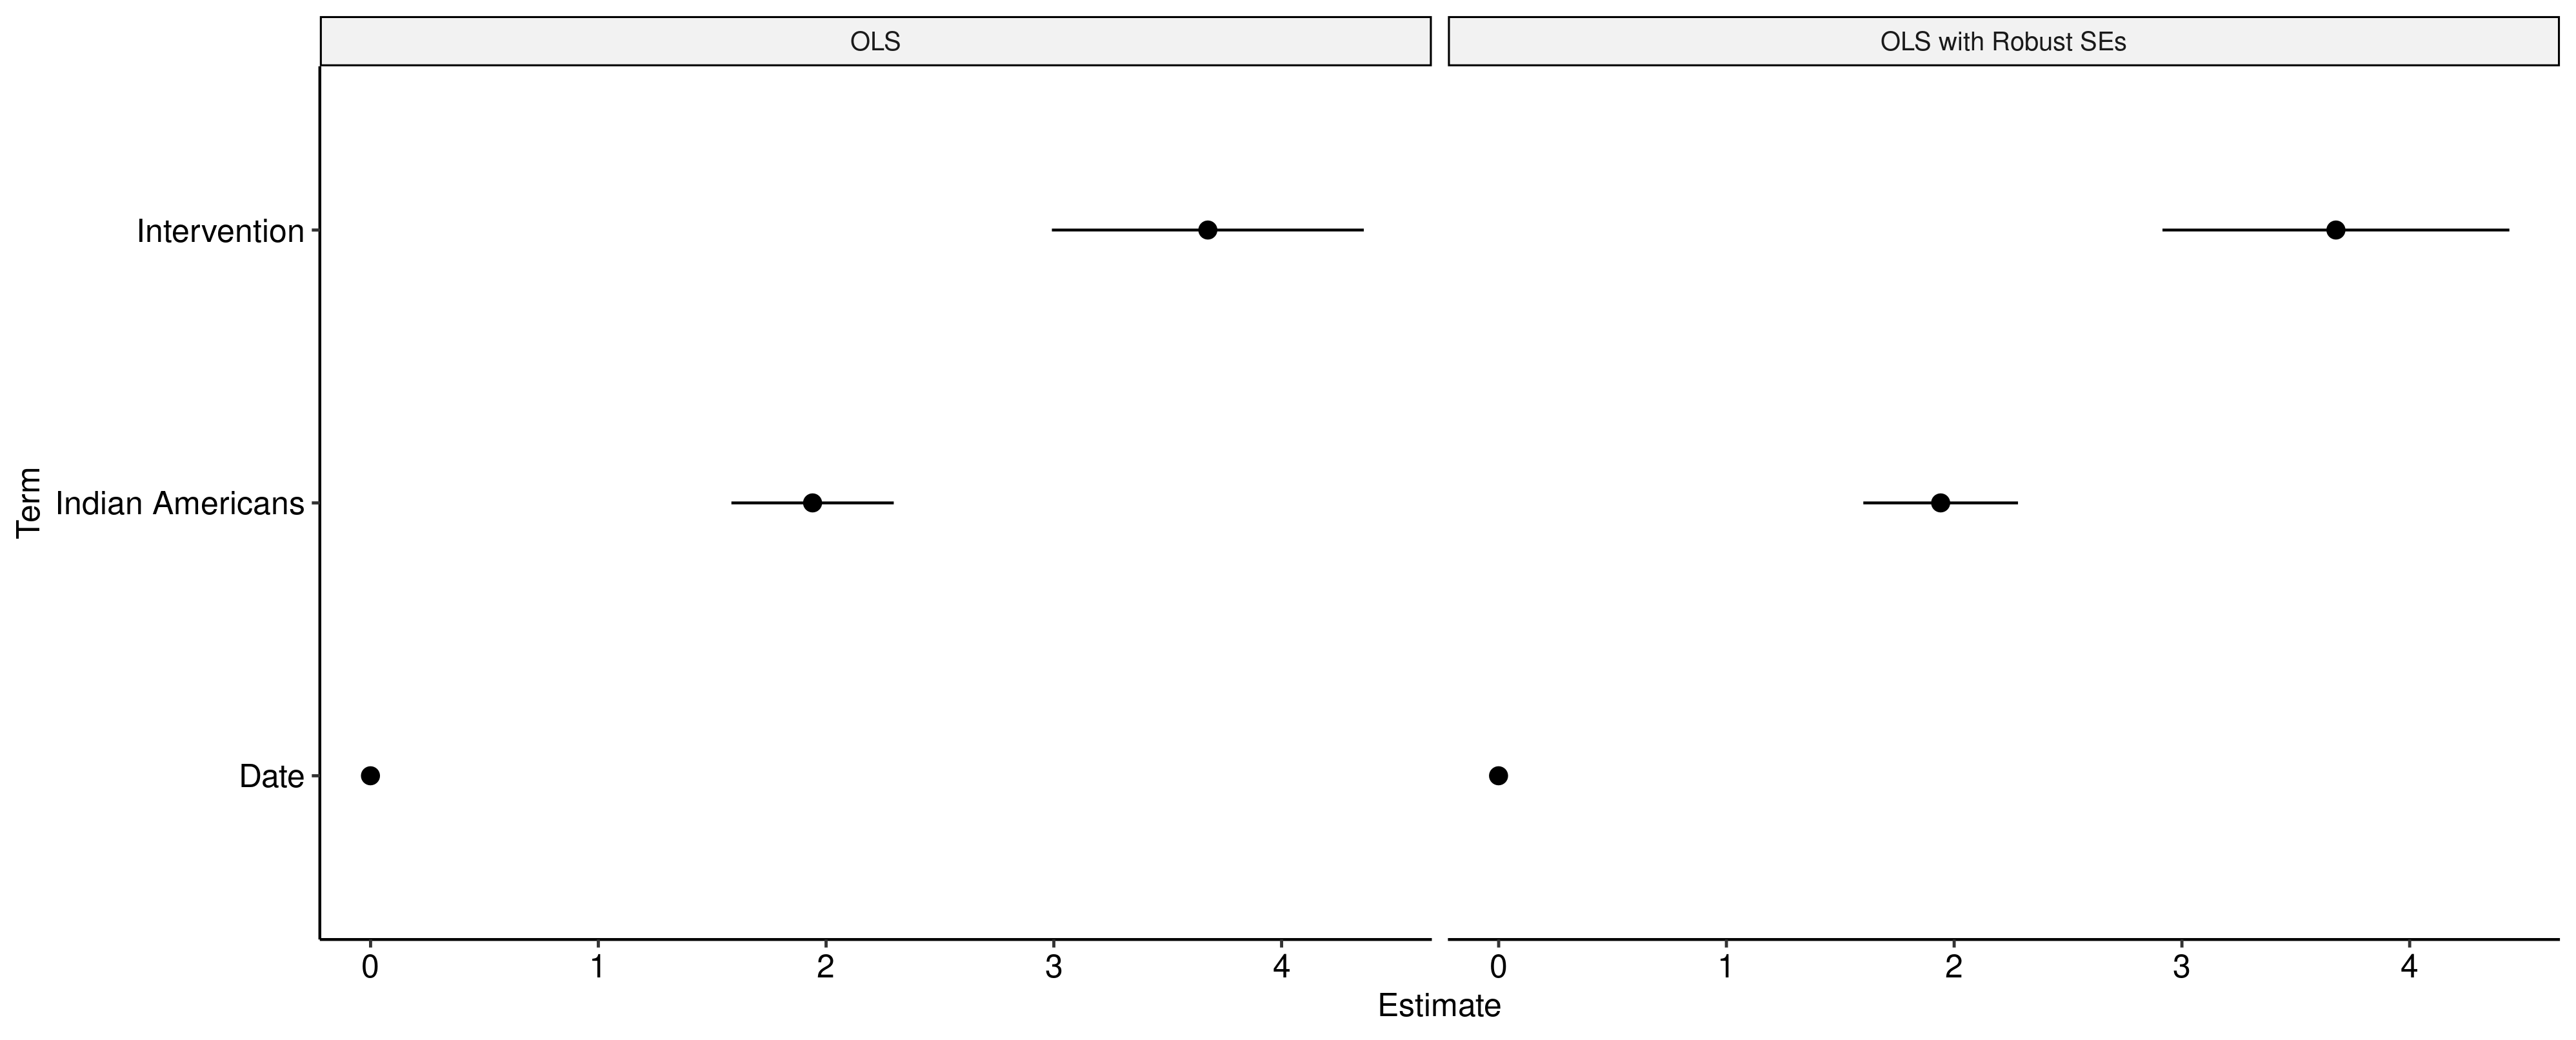 OLS
OLS with Robust SEs
Term
Intervention
Indian Americans
Date
0 1 2 3 4
0 1 2 3 4
Estimate